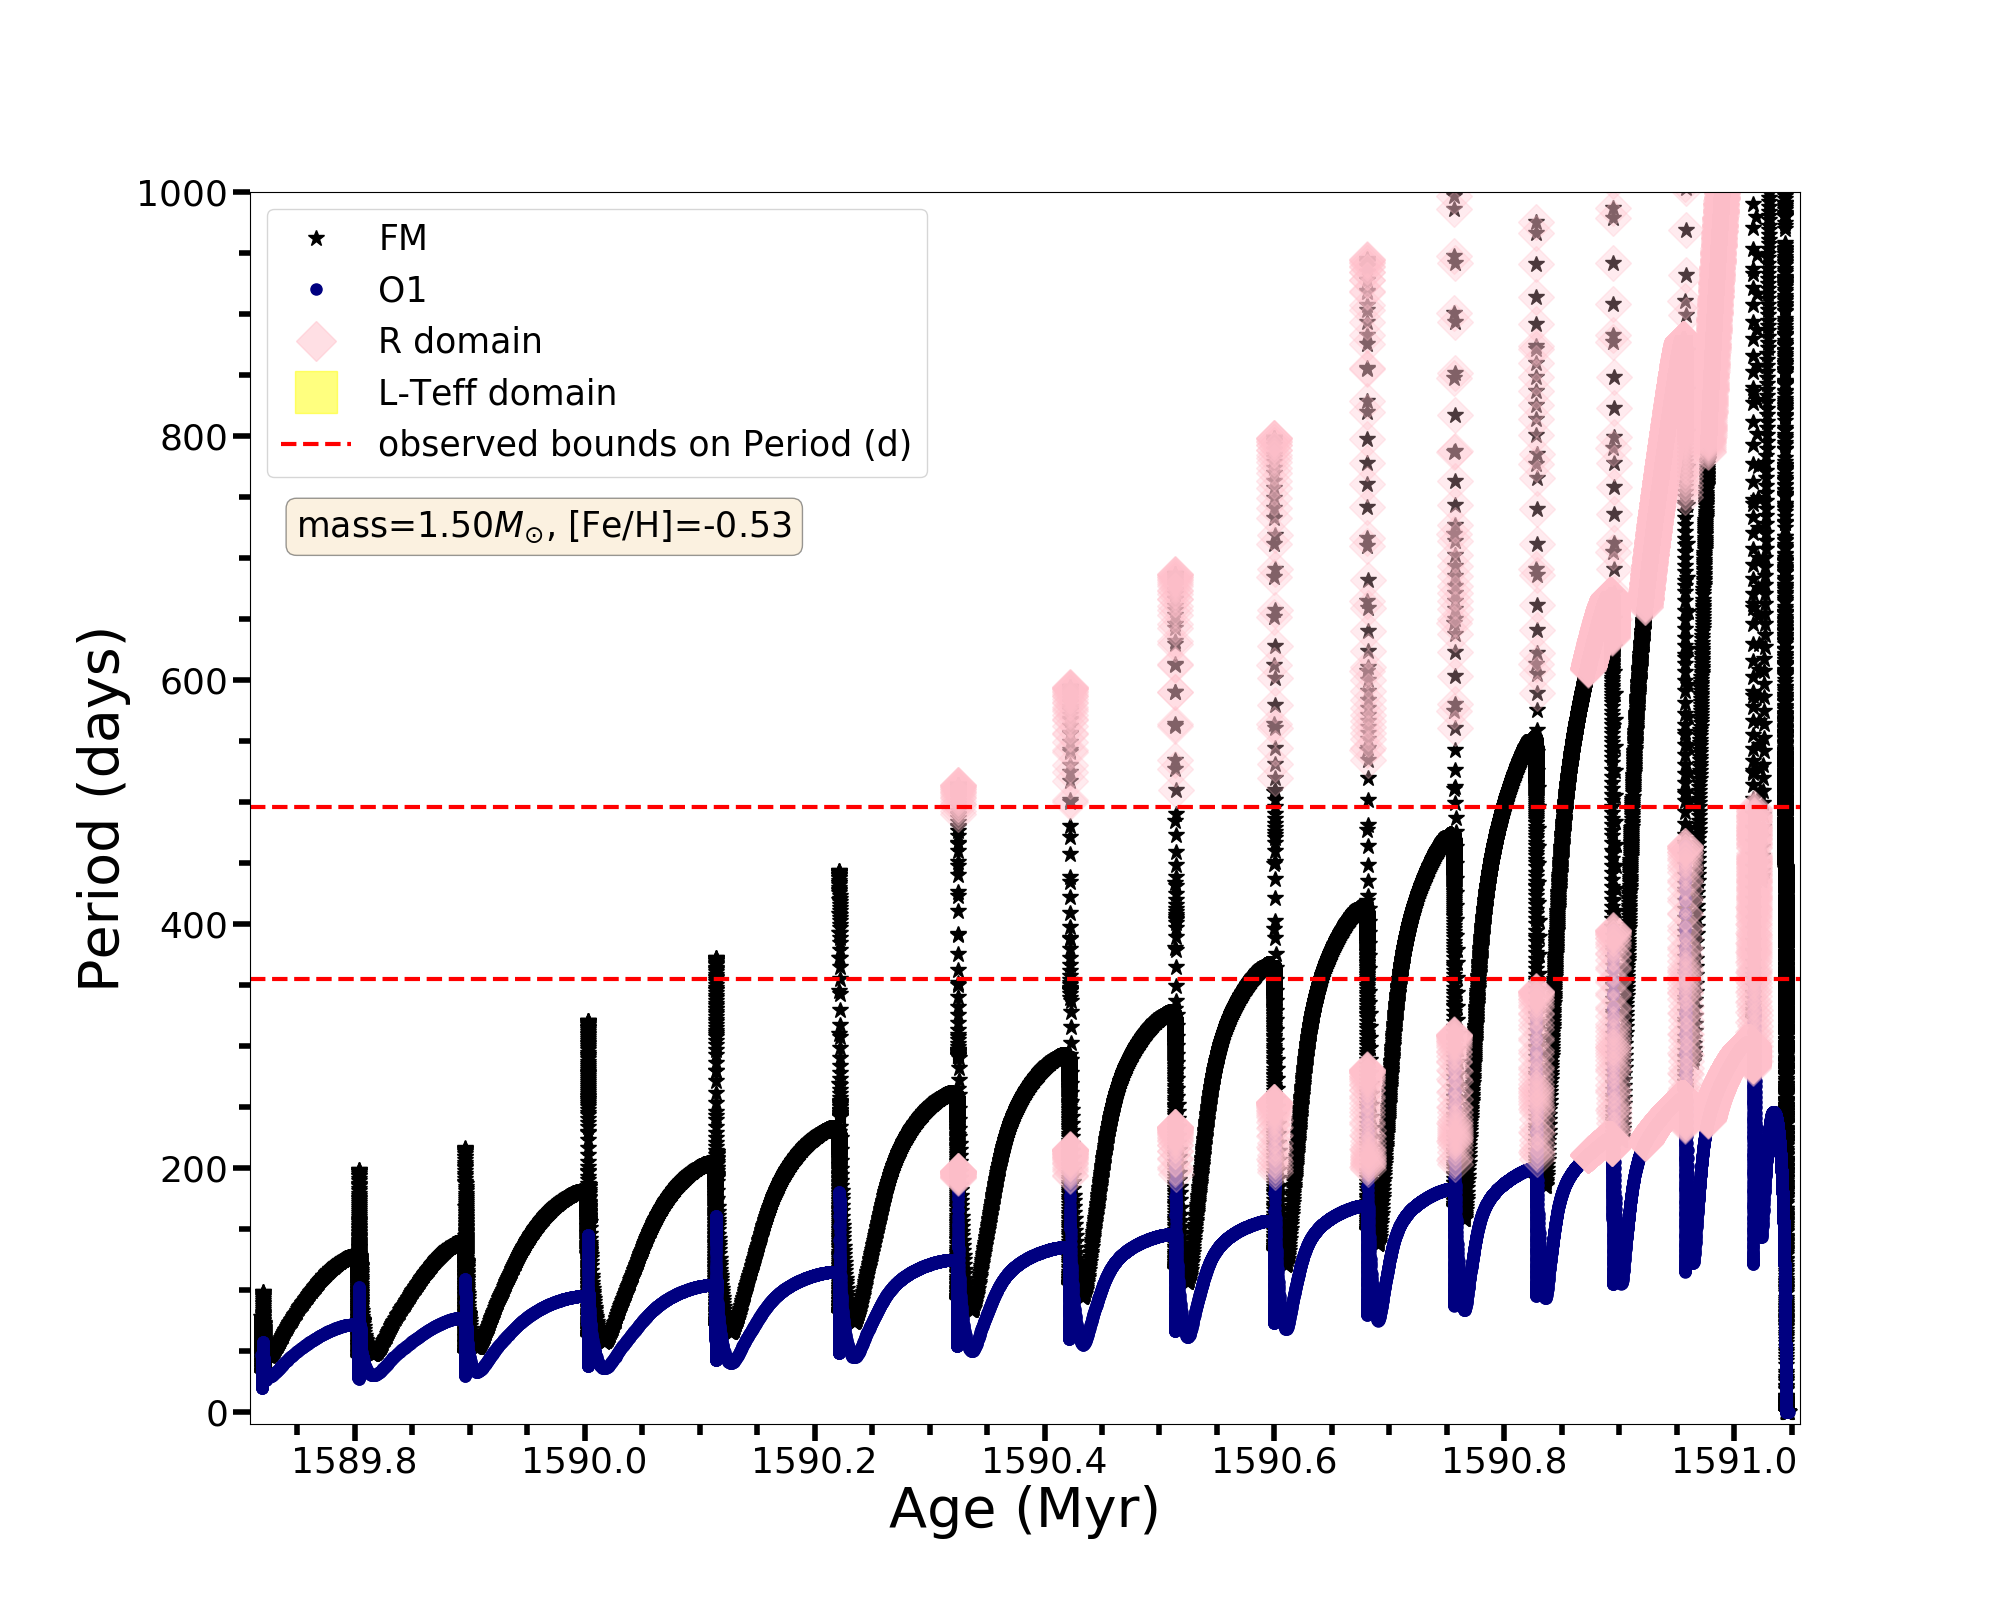 1000
800
600
400
200
0
Period (days)
FM
O1
R domain
L-Teff domain
observed bounds on Period (d)
mass=1.50M☉, [Fe/H]=-0.53
1589.8 1590.0 1590.2 1590.4 1590.6 1590.8 1591.0
Age (Myr)